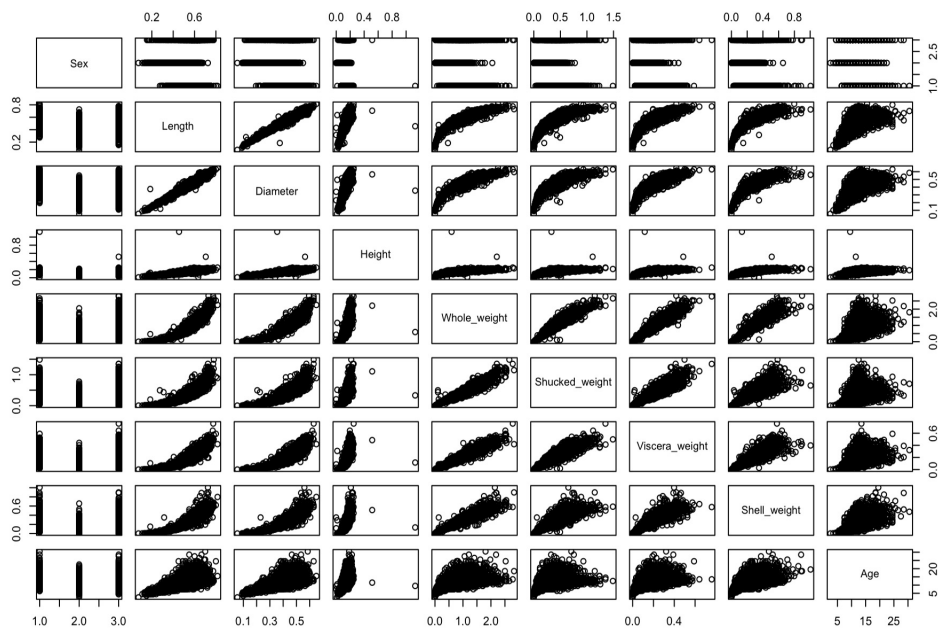 0.2 0.6 0.0 0.4 0.8 0.0 0.5 1.0 1.5 0.0 0.4 0.8
Sex 1.0 2.5
0.2 0.8 Length
Diameter 0.1 0.5
0.0 0.8 Height
Whole_weight 0.0 2.0
0.0 1.0 Shucked_weight
Viscera_weight 0.0 0.6
0.0 0.6 Shell_weight
Age 5 20
1.0 2.0 3.0 0.1 0.3 0.5 0.0 1.0 2.0 0.0 0.4 5 15 25